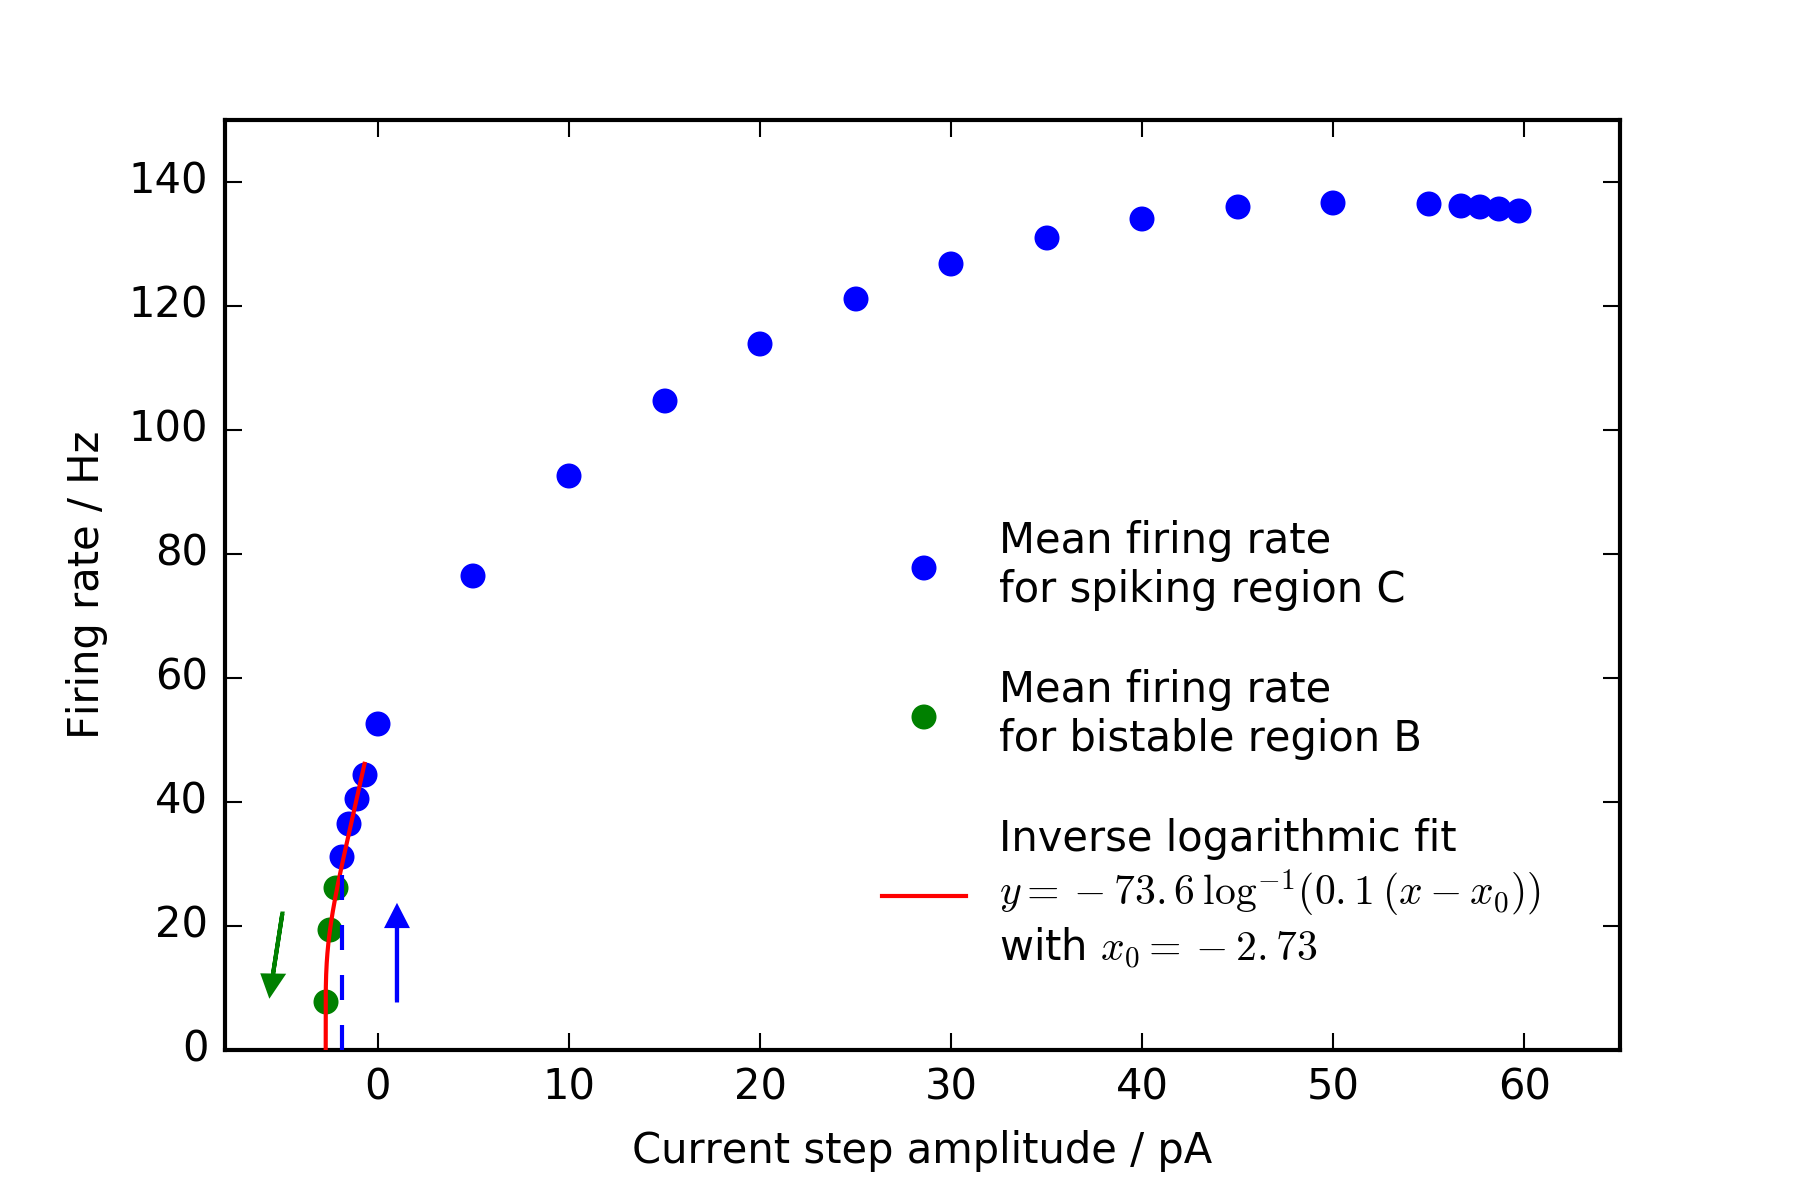 140
120
100
80
60
40
20
0
Firing rate / Hz
Mean firing rate
for spiking region C
Mean firing rate
for bistable region B
Inverse logarithmic fit
y = −73.6 log⁻¹(0.1 (x − x₀))
with x₀ = −2.73
0 10 20 30 40 50 60
Current step amplitude / pA